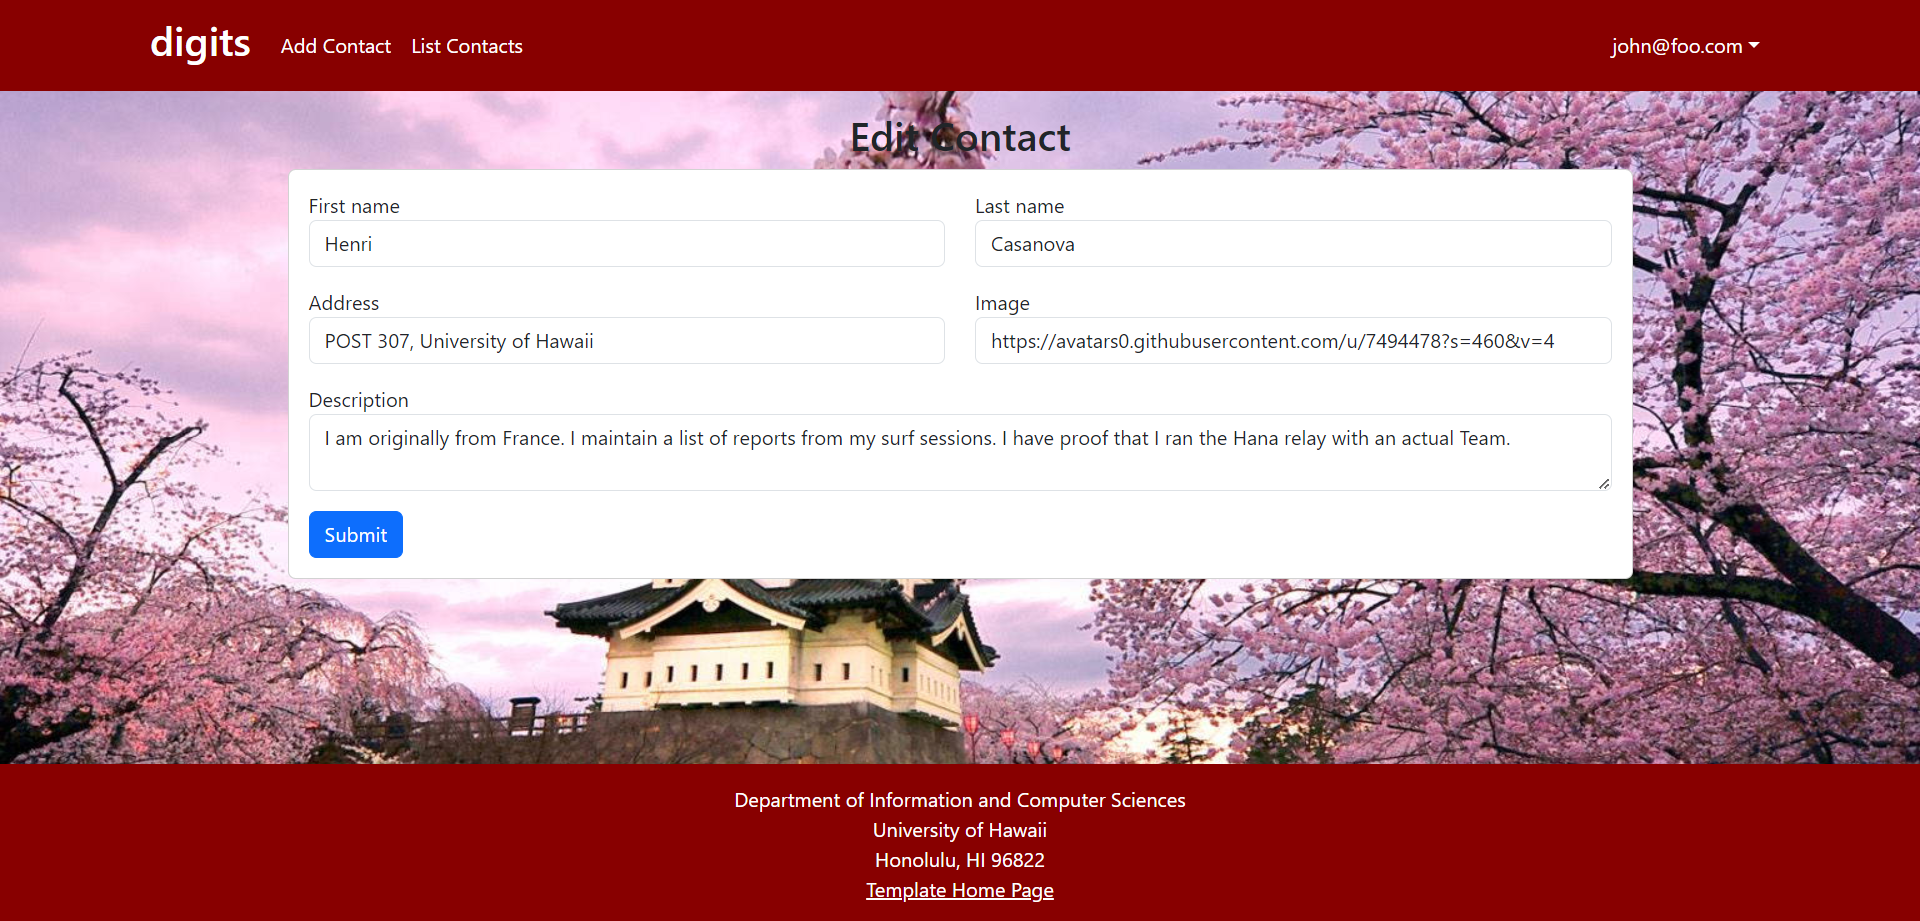 digits Add Contact List Contacts john@foo.com
Edit Contact
First name Last name
Henri Casanova
Address Image
POST 307, University of Hawaii https://avatars0.githubusercontent.com/u/7494478?s=460&v=4
Description
I am originally from France. I maintain a list of reports from my surf sessions. I have proof that I ran the Hana relay with an actual Team.
Submit
Department of Information and Computer Sciences
University of Hawaii
Honolulu, HI 96822
Template Home Page